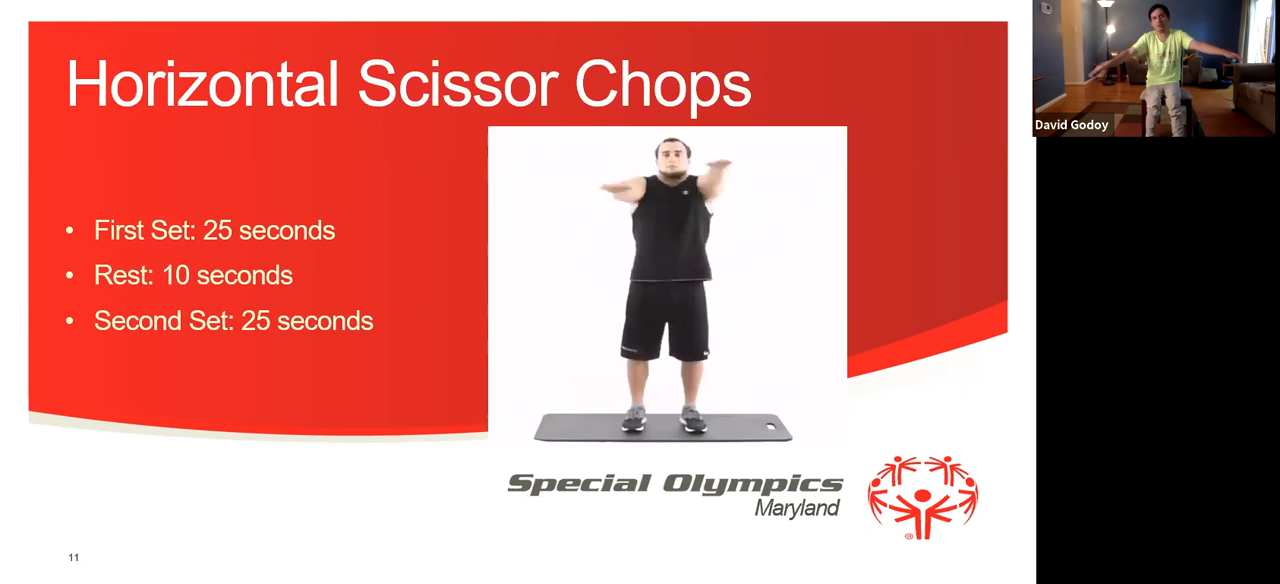 Horizontal Scissor Chops
• First Set: 25 seconds
• Rest: 10 seconds
• Second Set: 25 seconds
Special Olympics
Maryland
®
11
David Godoy